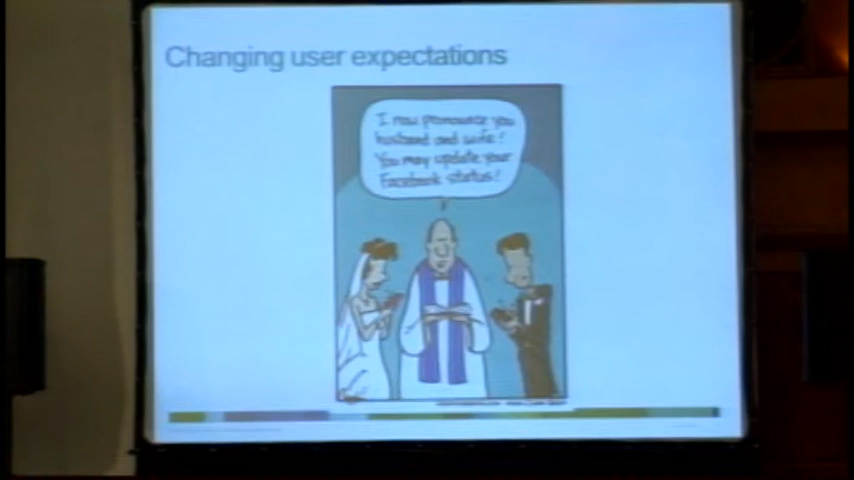 Changing user expectations
I now pronounce you
husband and wife!
You may update your
Facebook status!